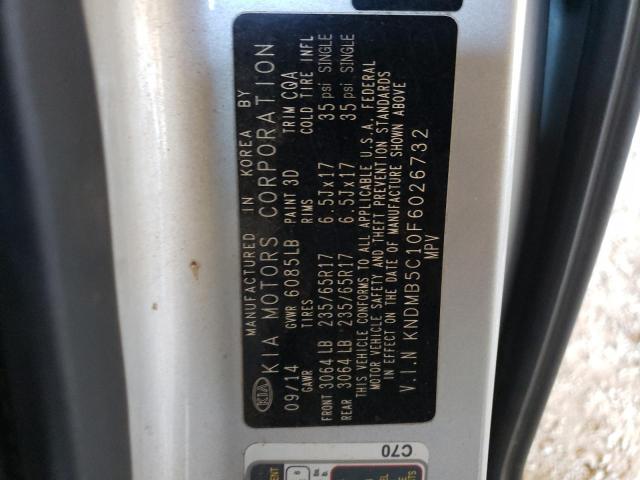 MANUFACTURED IN KOREA BY
KIA KIA MOTORS CORPORATION
09/14 GVWR 6085LB PAINT 3D TRIM CQA
GAWR TIRES RIMS COLD TIRE INFL
FRONT 3064 LB 235/65R17 6.5Jx17 35 psi SINGLE
REAR 3064 LB 235/65R17 6.5Jx17 35 psi SINGLE
THIS VEHICLE CONFORMS TO ALL APPLICABLE U.S.A. FEDERAL
MOTOR VEHICLE SAFETY AND THEFT PREVENTION STANDARDS
IN EFFECT ON THE DATE OF MANUFACTURE SHOWN ABOVE
V.I.N KNDMB5C10F6026732
MPV
C70